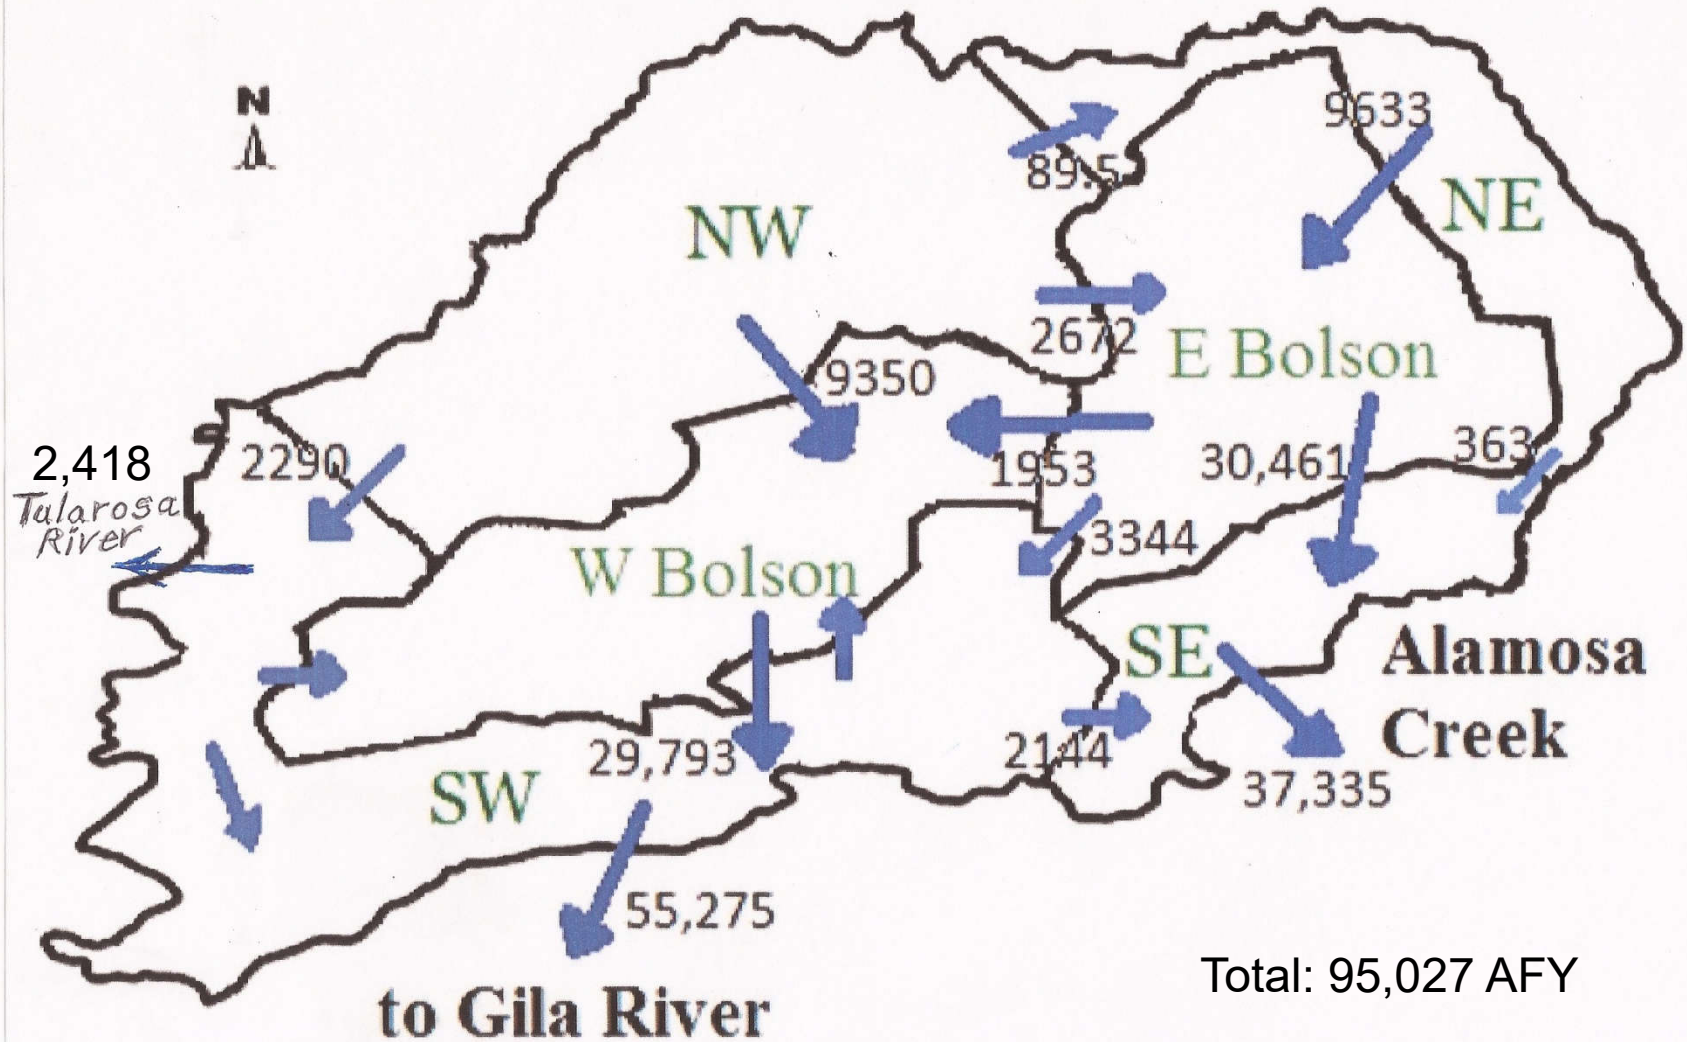 N
9633
89.5
NE
NW
2672
E Bolson
9350
2,418
2290
1953
30,461
363
Tularosa
River
3344
W Bolson
SE
Alamosa
Creek
29,793
2144
SW
37,335
55,275
Total: 95,027 AFY
to Gila River